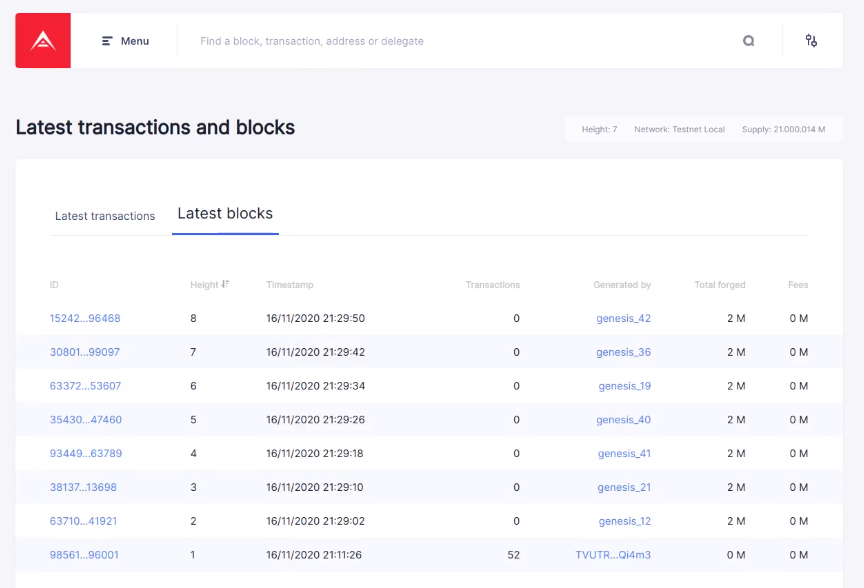 Menu Find a block, transaction, address or delegate
Latest transactions and blocks
Height: 7 Network: Testnet Local Supply: 21.000.014 M
Latest transactions Latest blocks
ID Height Timestamp Transactions Generated by Total forged Fees
15242...96468 8 16/11/2020 21:29:50 0 genesis_42 2 M 0 M
30801...99097 7 16/11/2020 21:29:42 0 genesis_36 2 M 0 M
63372...53607 6 16/11/2020 21:29:34 0 genesis_19 2 M 0 M
35430...47460 5 16/11/2020 21:29:26 0 genesis_40 2 M 0 M
93449...63789 4 16/11/2020 21:29:18 0 genesis_41 2 M 0 M
38137...13698 3 16/11/2020 21:29:10 0 genesis_21 2 M 0 M
63710...41921 2 16/11/2020 21:29:02 0 genesis_12 2 M 0 M
98561...96001 1 16/11/2020 21:11:26 52 TVUTR...Qi4m3 0 M 0 M